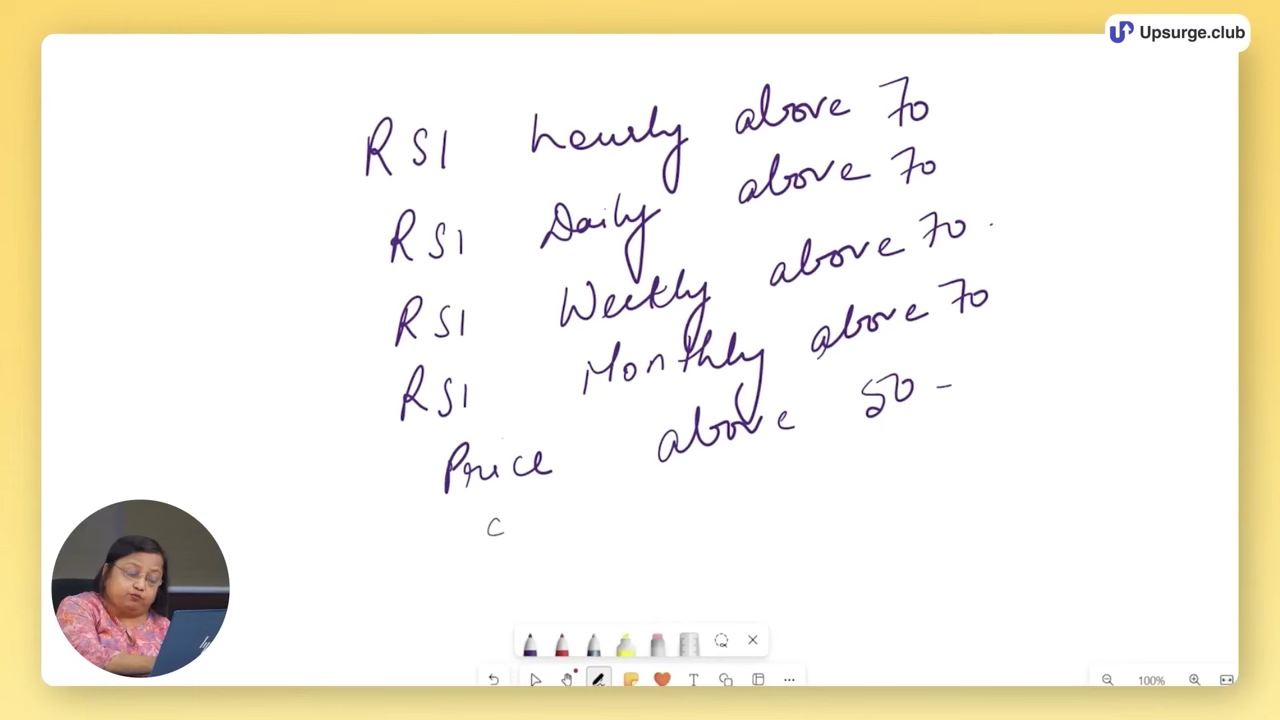 Upsurge.club
RSI hourly above 70
RSI Daily above 70
RSI Weekly above 70.
RSI Monthly above 70
Price above 50 -
C
100%